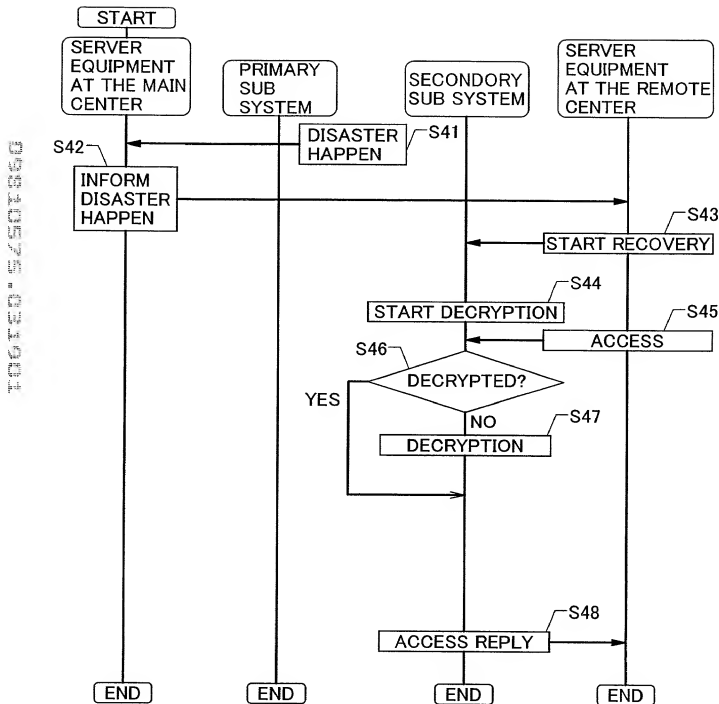 START
SERVER
EQUIPMENT
AT THE MAIN
CENTER
PRIMARY
SUB
SYSTEM
SECONDORY
SUB SYSTEM
SERVER
EQUIPMENT
AT THE REMOTE
CENTER
DISASTER
HAPPEN
S41
S42
INFORM
DISASTER
HAPPEN
S43
START RECOVERY
S44
START DECRYPTION
S45
ACCESS
S46
DECRYPTED?
YES
NO
S47
DECRYPTION
S48
ACCESS REPLY
END
END
END
END